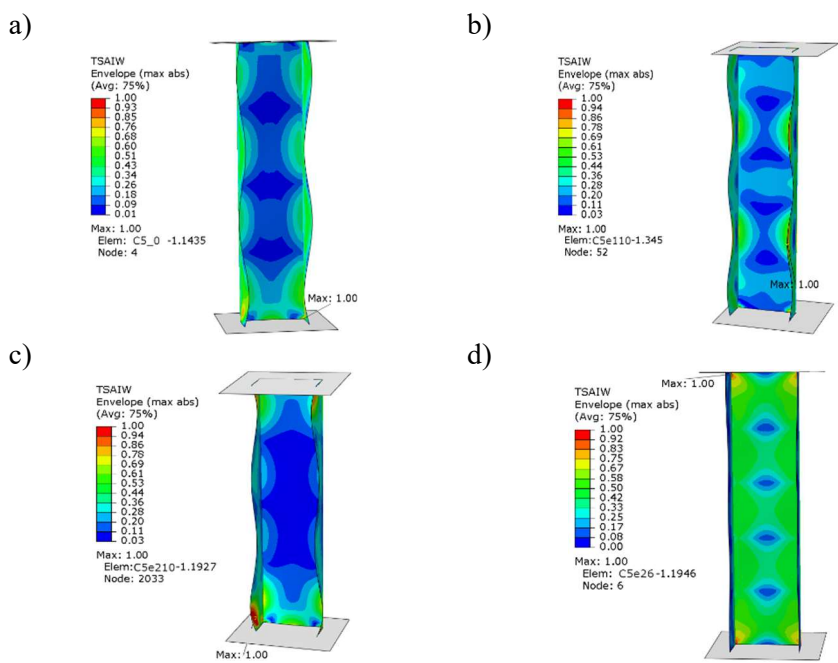 a)
TSAIW
Envelope (max abs)
(Avg: 75%)
1.00
0.93
0.85
0.76
0.68
0.60
0.51
0.43
0.34
0.26
0.18
0.09
0.01
Max: 1.00
Elem: C5_0 -1.1435
Node: 4
Max: 1.00
b)
TSAIW
Envelope (max abs)
(Avg: 75%)
1.00
0.94
0.86
0.78
0.69
0.61
0.53
0.45
0.36
0.28
0.20
0.11
0.03
Max: 1.00
Elem:C5e110-1.345
Node: 52
Max: 1.00
c)
TSAIW
Envelope (max abs)
(Avg: 75%)
1.00
0.94
0.86
0.78
0.69
0.61
0.53
0.44
0.36
0.28
0.20
0.11
0.03
Max: 1.00
Elem:C5e210-1.1927
Node: 2033
Max: 1.00
d)
Max: 1.00
TSAIW
Envelope (max abs)
(Avg: 75%)
1.00
0.92
0.83
0.75
0.67
0.58
0.50
0.42
0.33
0.25
0.17
0.08
0.00
Max: 1.00
Elem: C5e26-1.1946
Node: 6